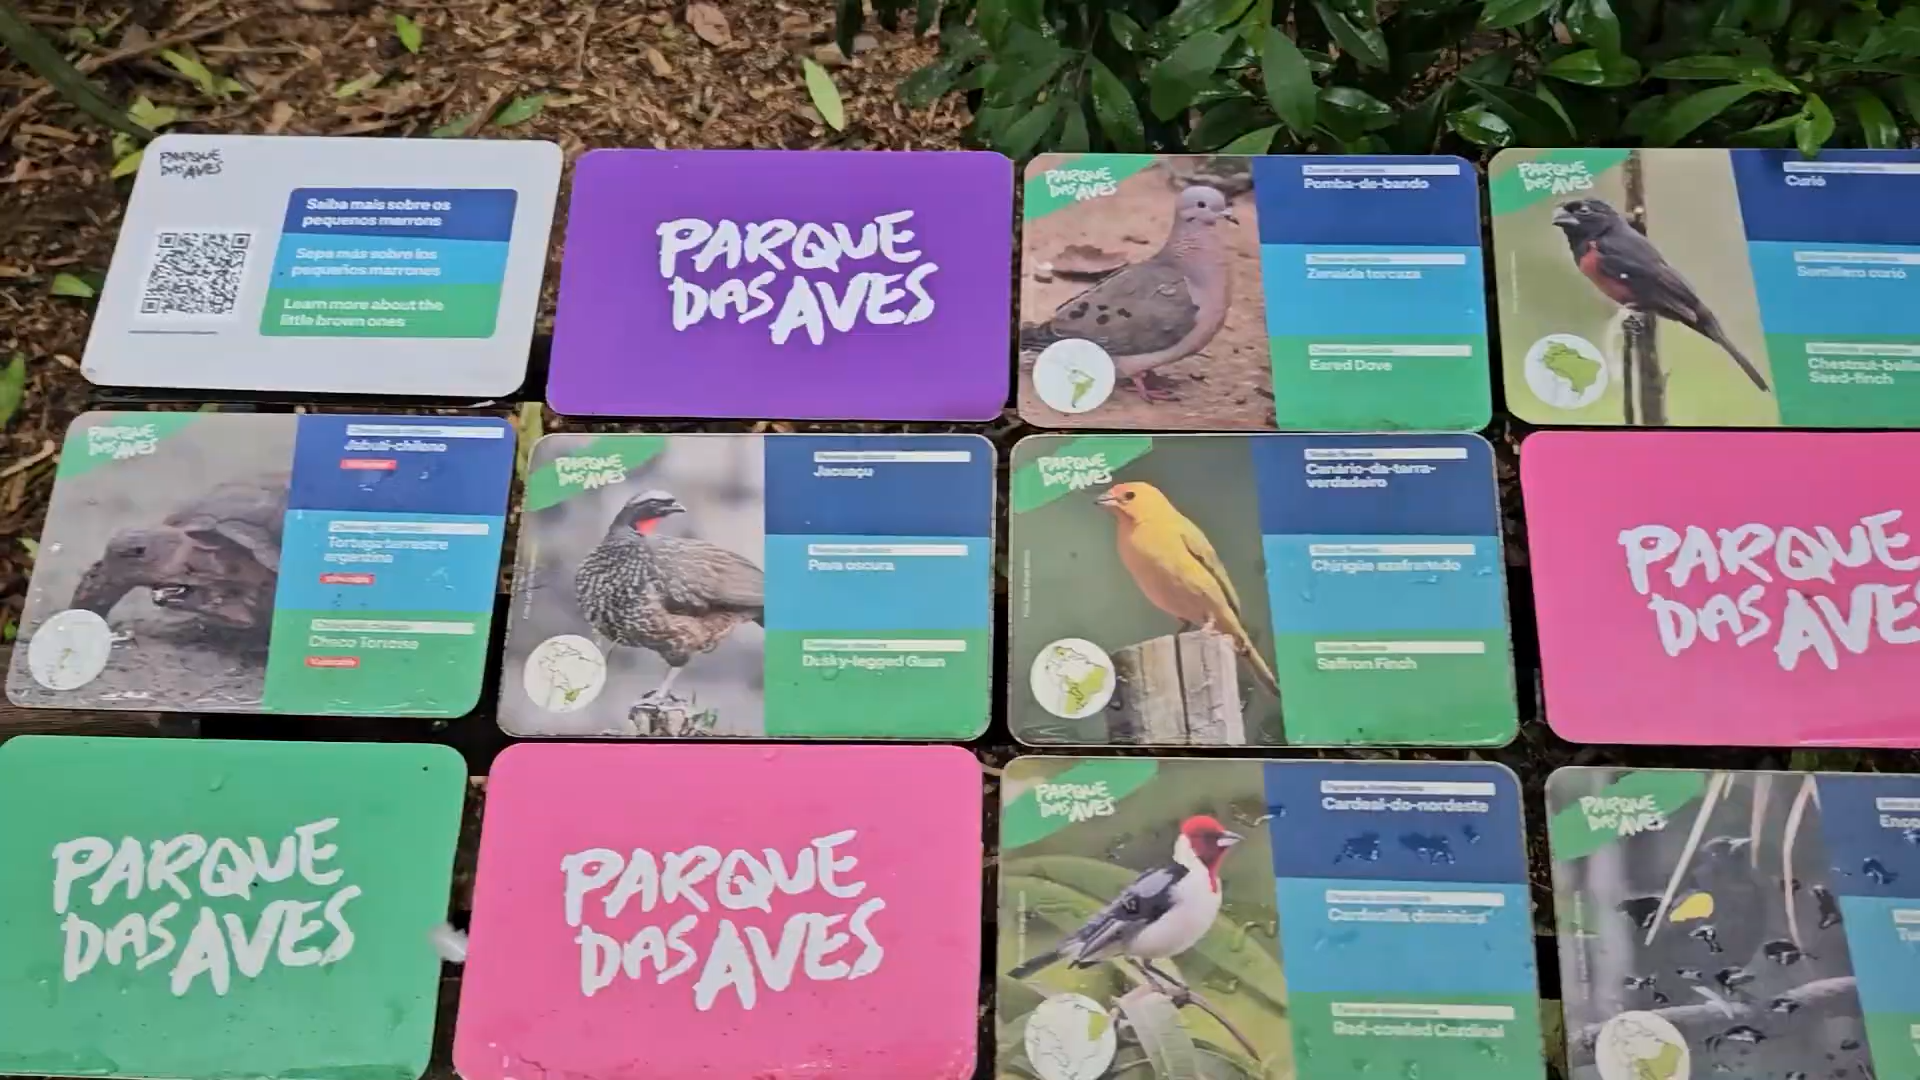 PARQUE
DAS AVES
Saiba mais sobre os
pequenos marrons
Sepa más sobre los
pequeños marrones
Learn more about the
little brown ones
PARQUE
DAS AVES
PARQUE
DAS AVES
Pomba-de-bando
Zenaida torcaza
Eared Dove
PARQUE
DAS AVES
Curió
Semillero curió
Seed-finch
PARQUE
DAS AVES
Jabuti-chileno
Tortuga terrestre
argentina
Chaco Tortoise
PARQUE
DAS AVES
Jacuaçu
Pava oscura
Dusky-legged Guan
PARQUE
DAS AVES
Canário-da-terra-
verdadeiro
Chirigüe azafranado
Saffron Finch
PARQUE
DAS AVES
PARQUE
DAS AVES
PARQUE
DAS AVES
PARQUE
DAS AVES
Cardeal-do-nordeste
Cardenilla dominica
Red-cowled Cardinal
PARQUE
DAS AVES